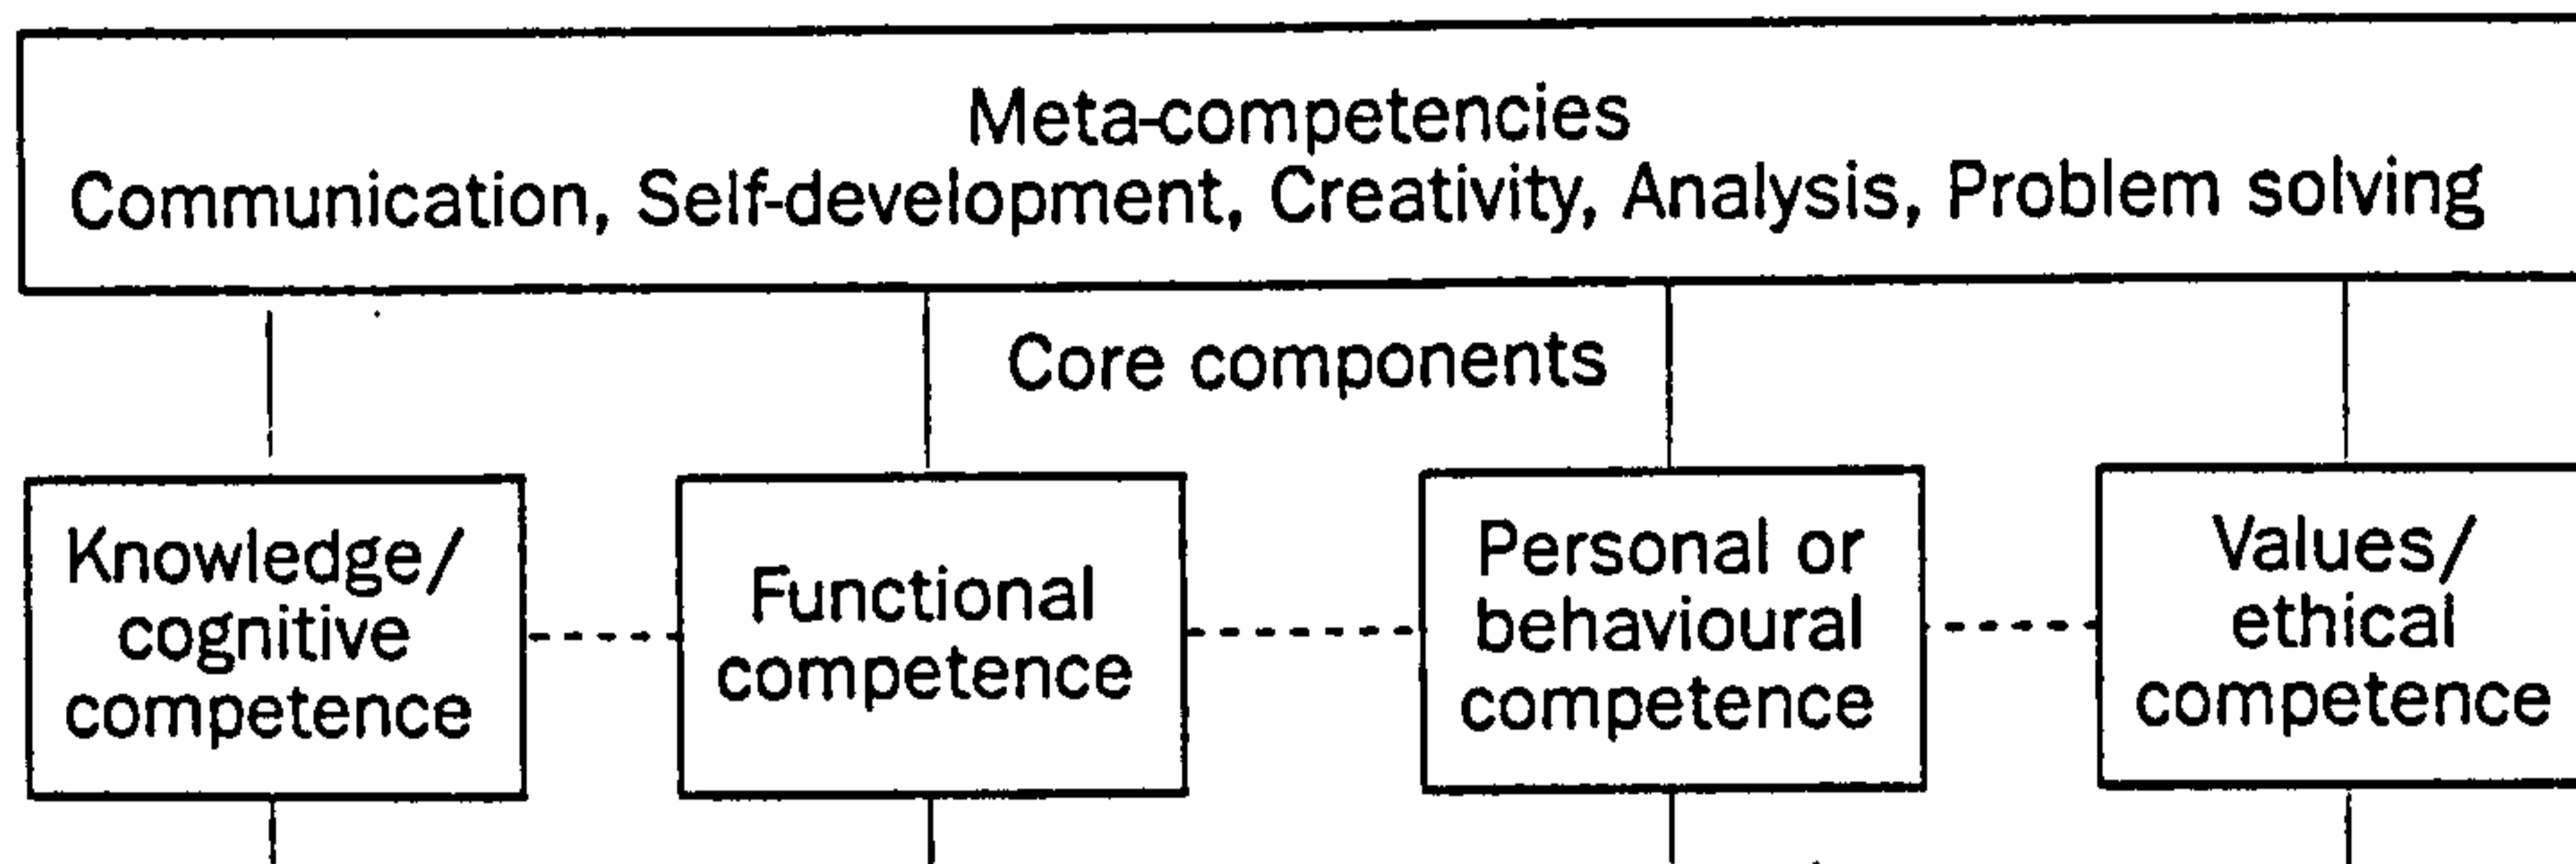 Meta-competencies
Communication, Self-development, Creativity, Analysis, Problem solving
Core components
Knowledge/
cognitive
competence
Functional
competence
Personal or
behavioural
competence
Values/
ethical
competence